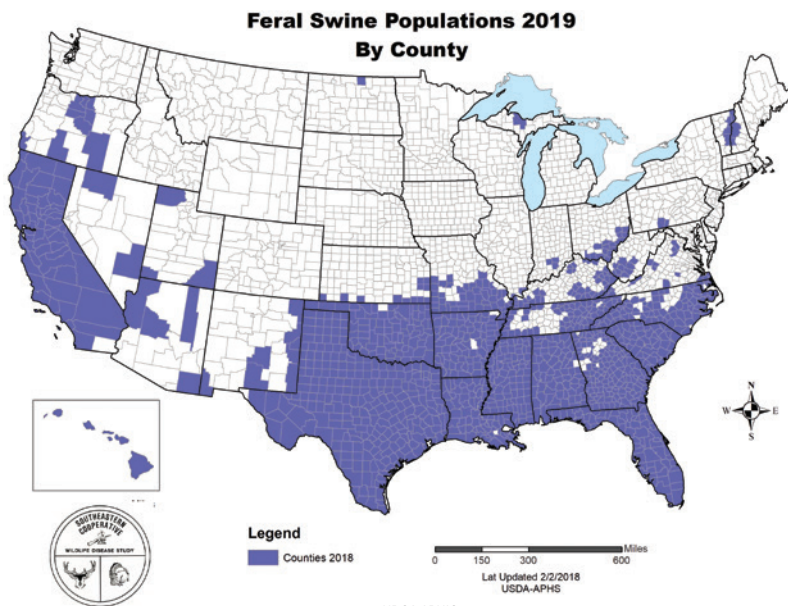 Feral Swine Populations 2019
By County
N
W E
S
SOUTHEASTERN
COOPERATIVE
WILDLIFE DISEASE STUDY
Legend
Counties 2018
Miles
0 150 300 600
Lat Updated 2/2/2018
USDA-APHS